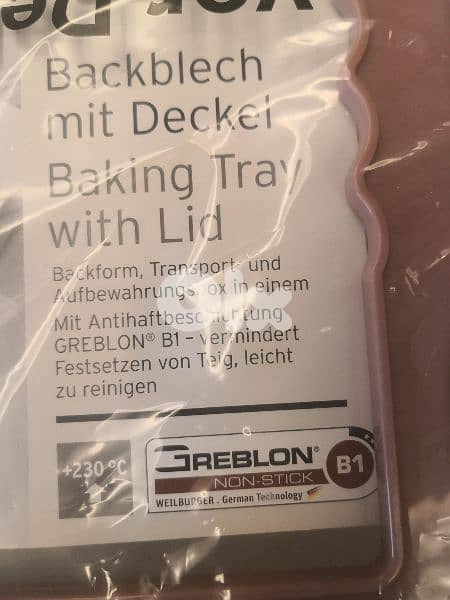 Backblech
mit Deckel
Baking Tray
with Lid
Backform, Transport- und
Aufbewahrungsbox in einem
Mit Antihaftbeschichtung
GREBLON® B1 – vermindert
Festsetzen von Teig, leicht
zu reinigen
+230 °C
GREBLON®
NON-STICK
B1
WEILBURGER . German Technology